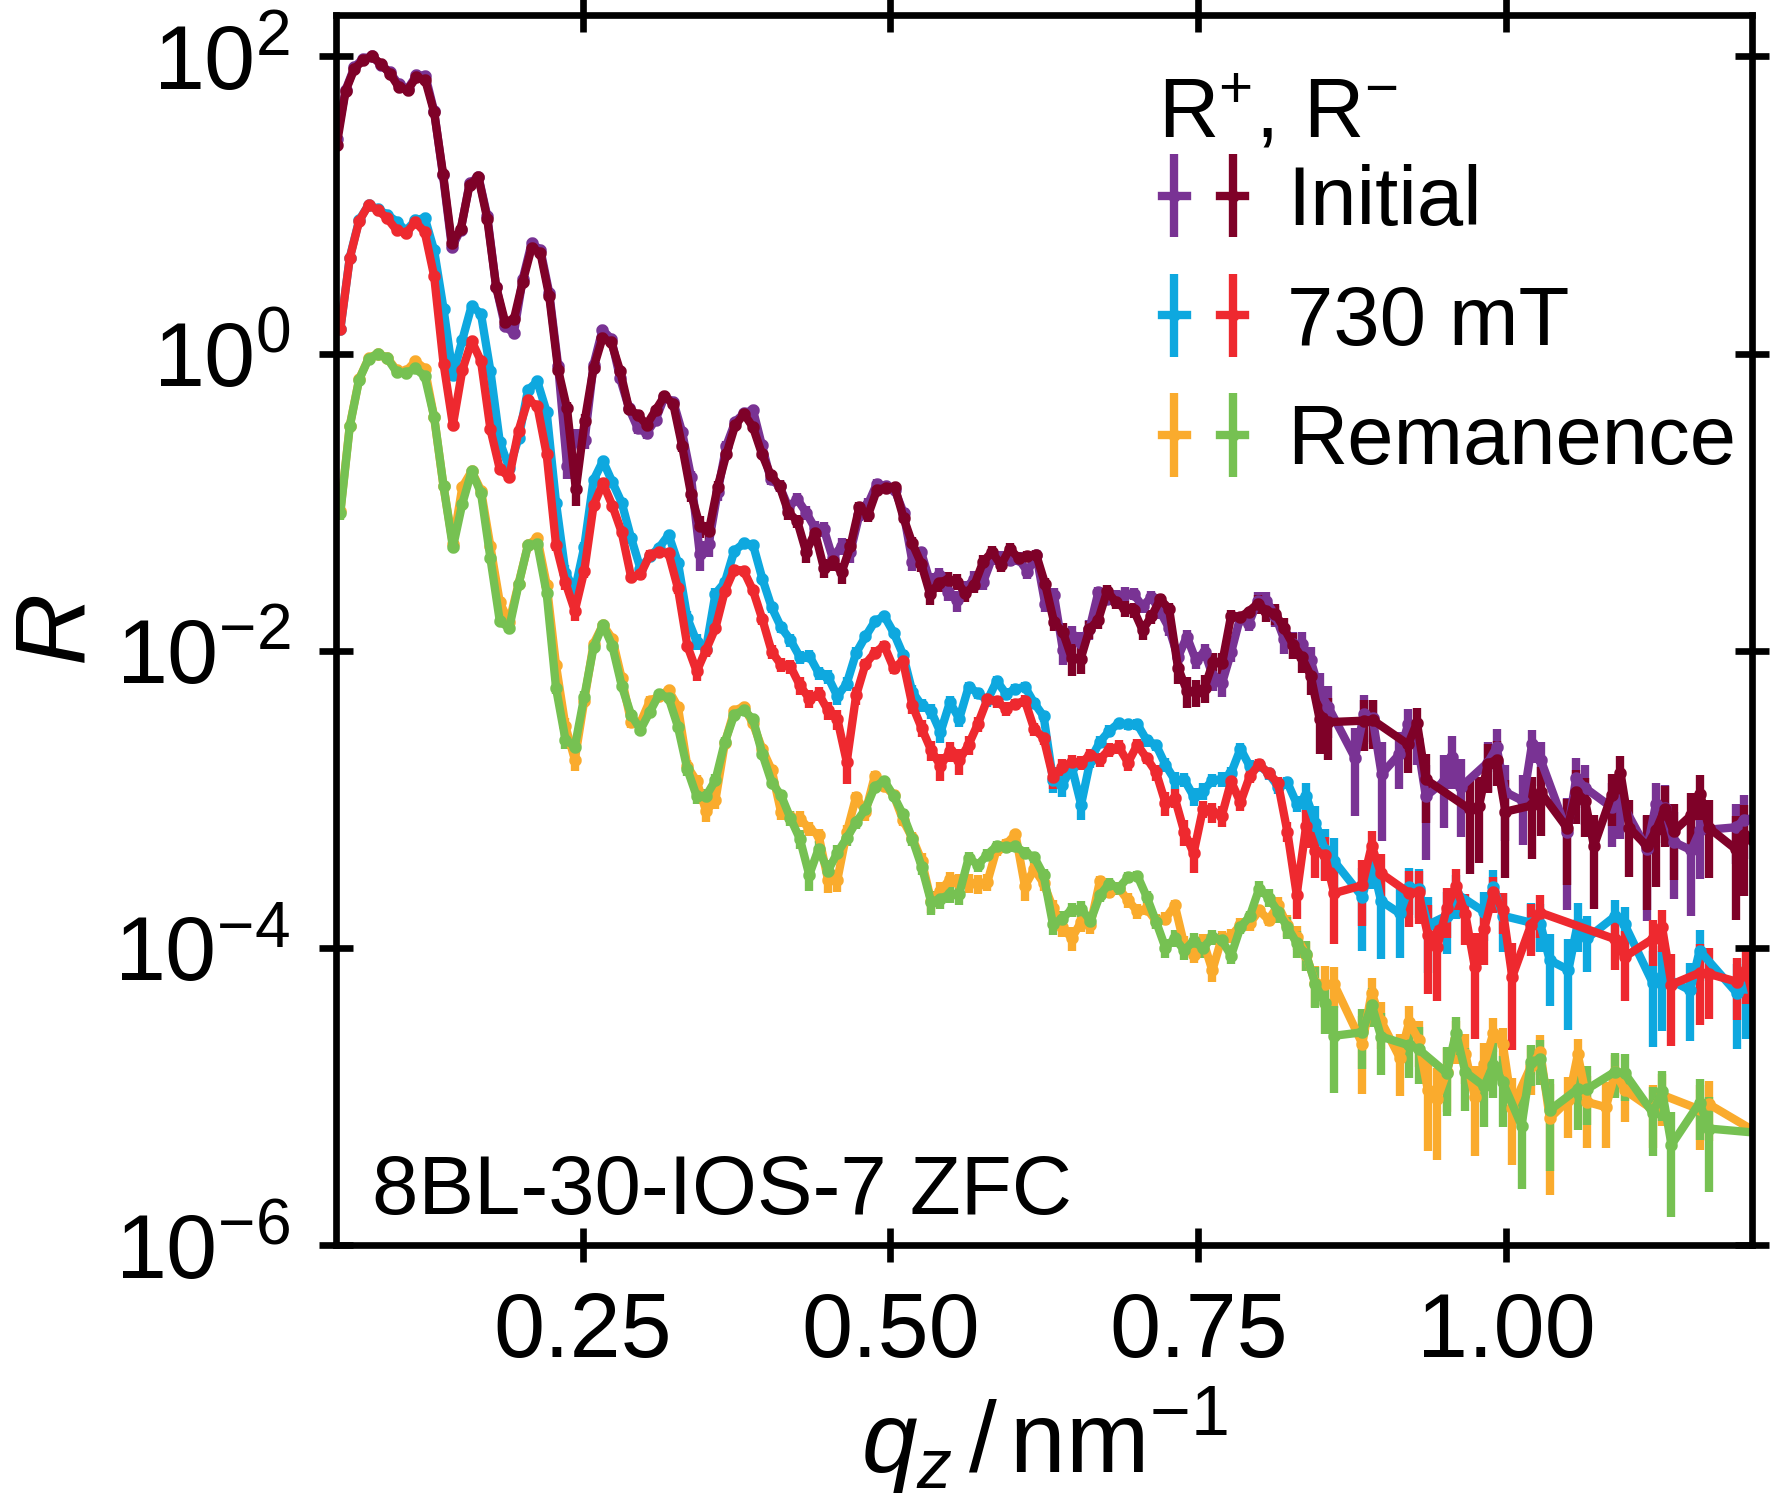 10²
10⁰
10⁻²
10⁻⁴
10⁻⁶
R
R⁺, R⁻
Initial
730 mT
Remanence
8BL-30-IOS-7 ZFC
0.25 0.50 0.75 1.00
q_z / nm⁻¹